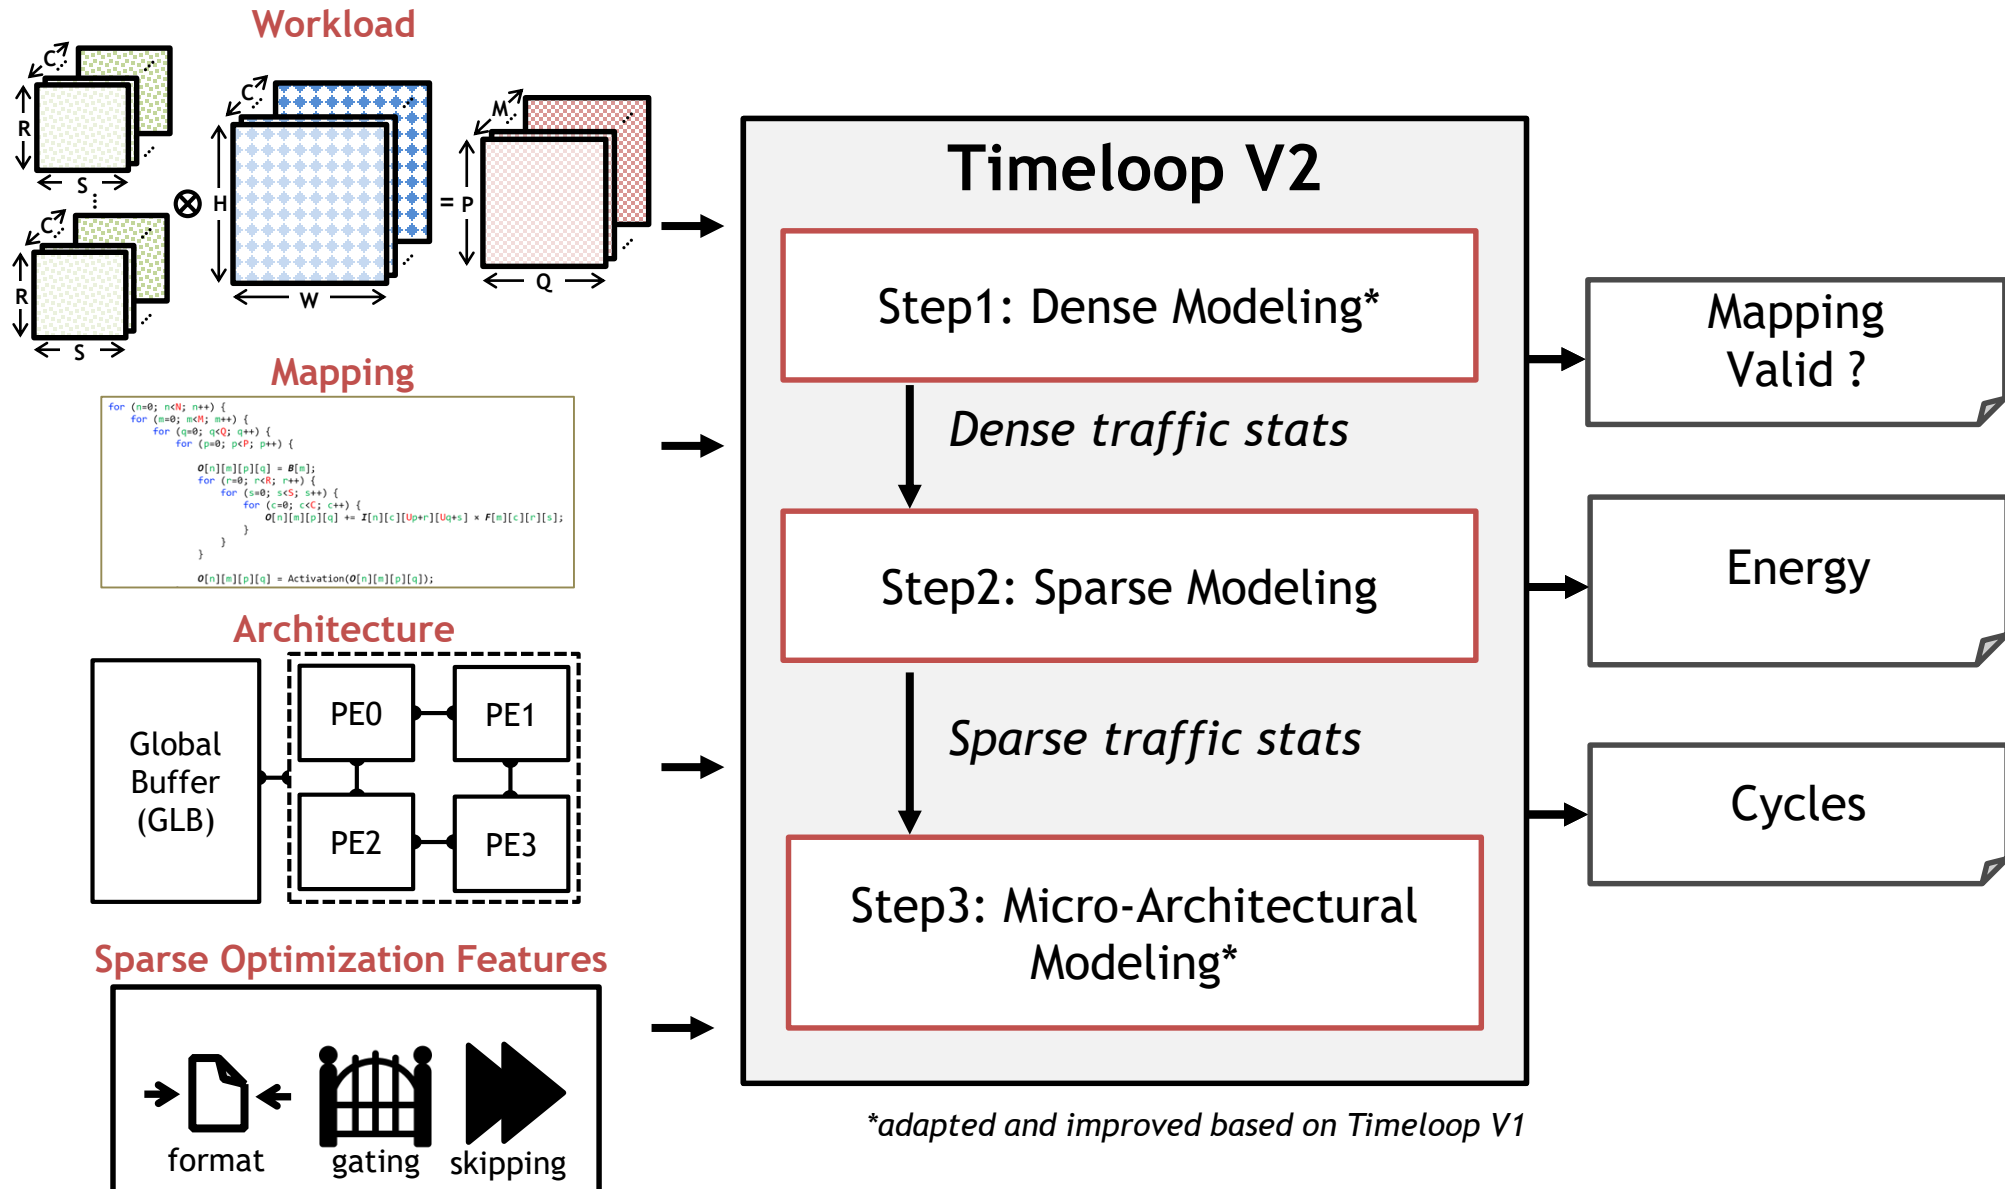 Workload
C
R
S
C
R
S
⊗
C
H
W
=
M
P
Q
Mapping
for (n=0; n<N; n++) {
for (m=0; m<M; m++) {
for (q=0; q<Q; q++) {
for (p=0; p<P; p++) {
O[n][m][p][q] = B[m];
for (r=0; r<R; r++) {
for (s=0; s<S; s++) {
for (c=0; c<C; c++) {
O[n][m][p][q] += I[n][c][Up+r][Uq+s] × F[m][c][r][s];
}
}
}
O[n][m][p][q] = Activation(O[n][m][p][q]);
Architecture
Global
Buffer
(GLB)
PE0
PE1
PE2
PE3
Sparse Optimization Features
format
gating
skipping
Timeloop V2
Step1: Dense Modeling*
Dense traffic stats
Step2: Sparse Modeling
Sparse traffic stats
Step3: Micro-Architectural
Modeling*
*adapted and improved based on Timeloop V1
Mapping
Valid ?
Energy
Cycles